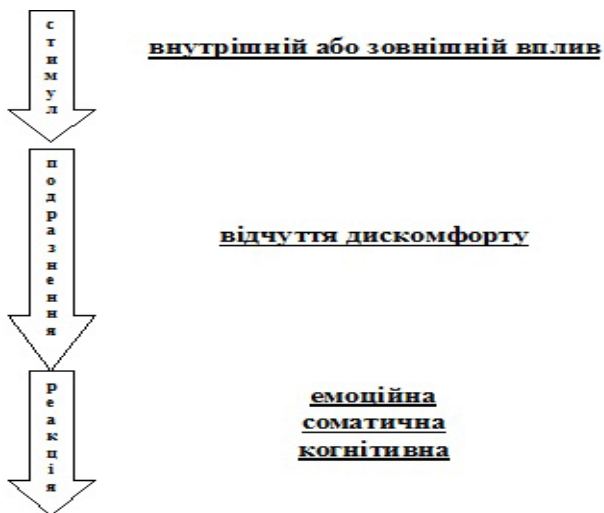 стимул
внутрішній або зовнішній вплив
подразнення
відчуття дискомфорту
реакція
емоційна
соматична
когнітивна